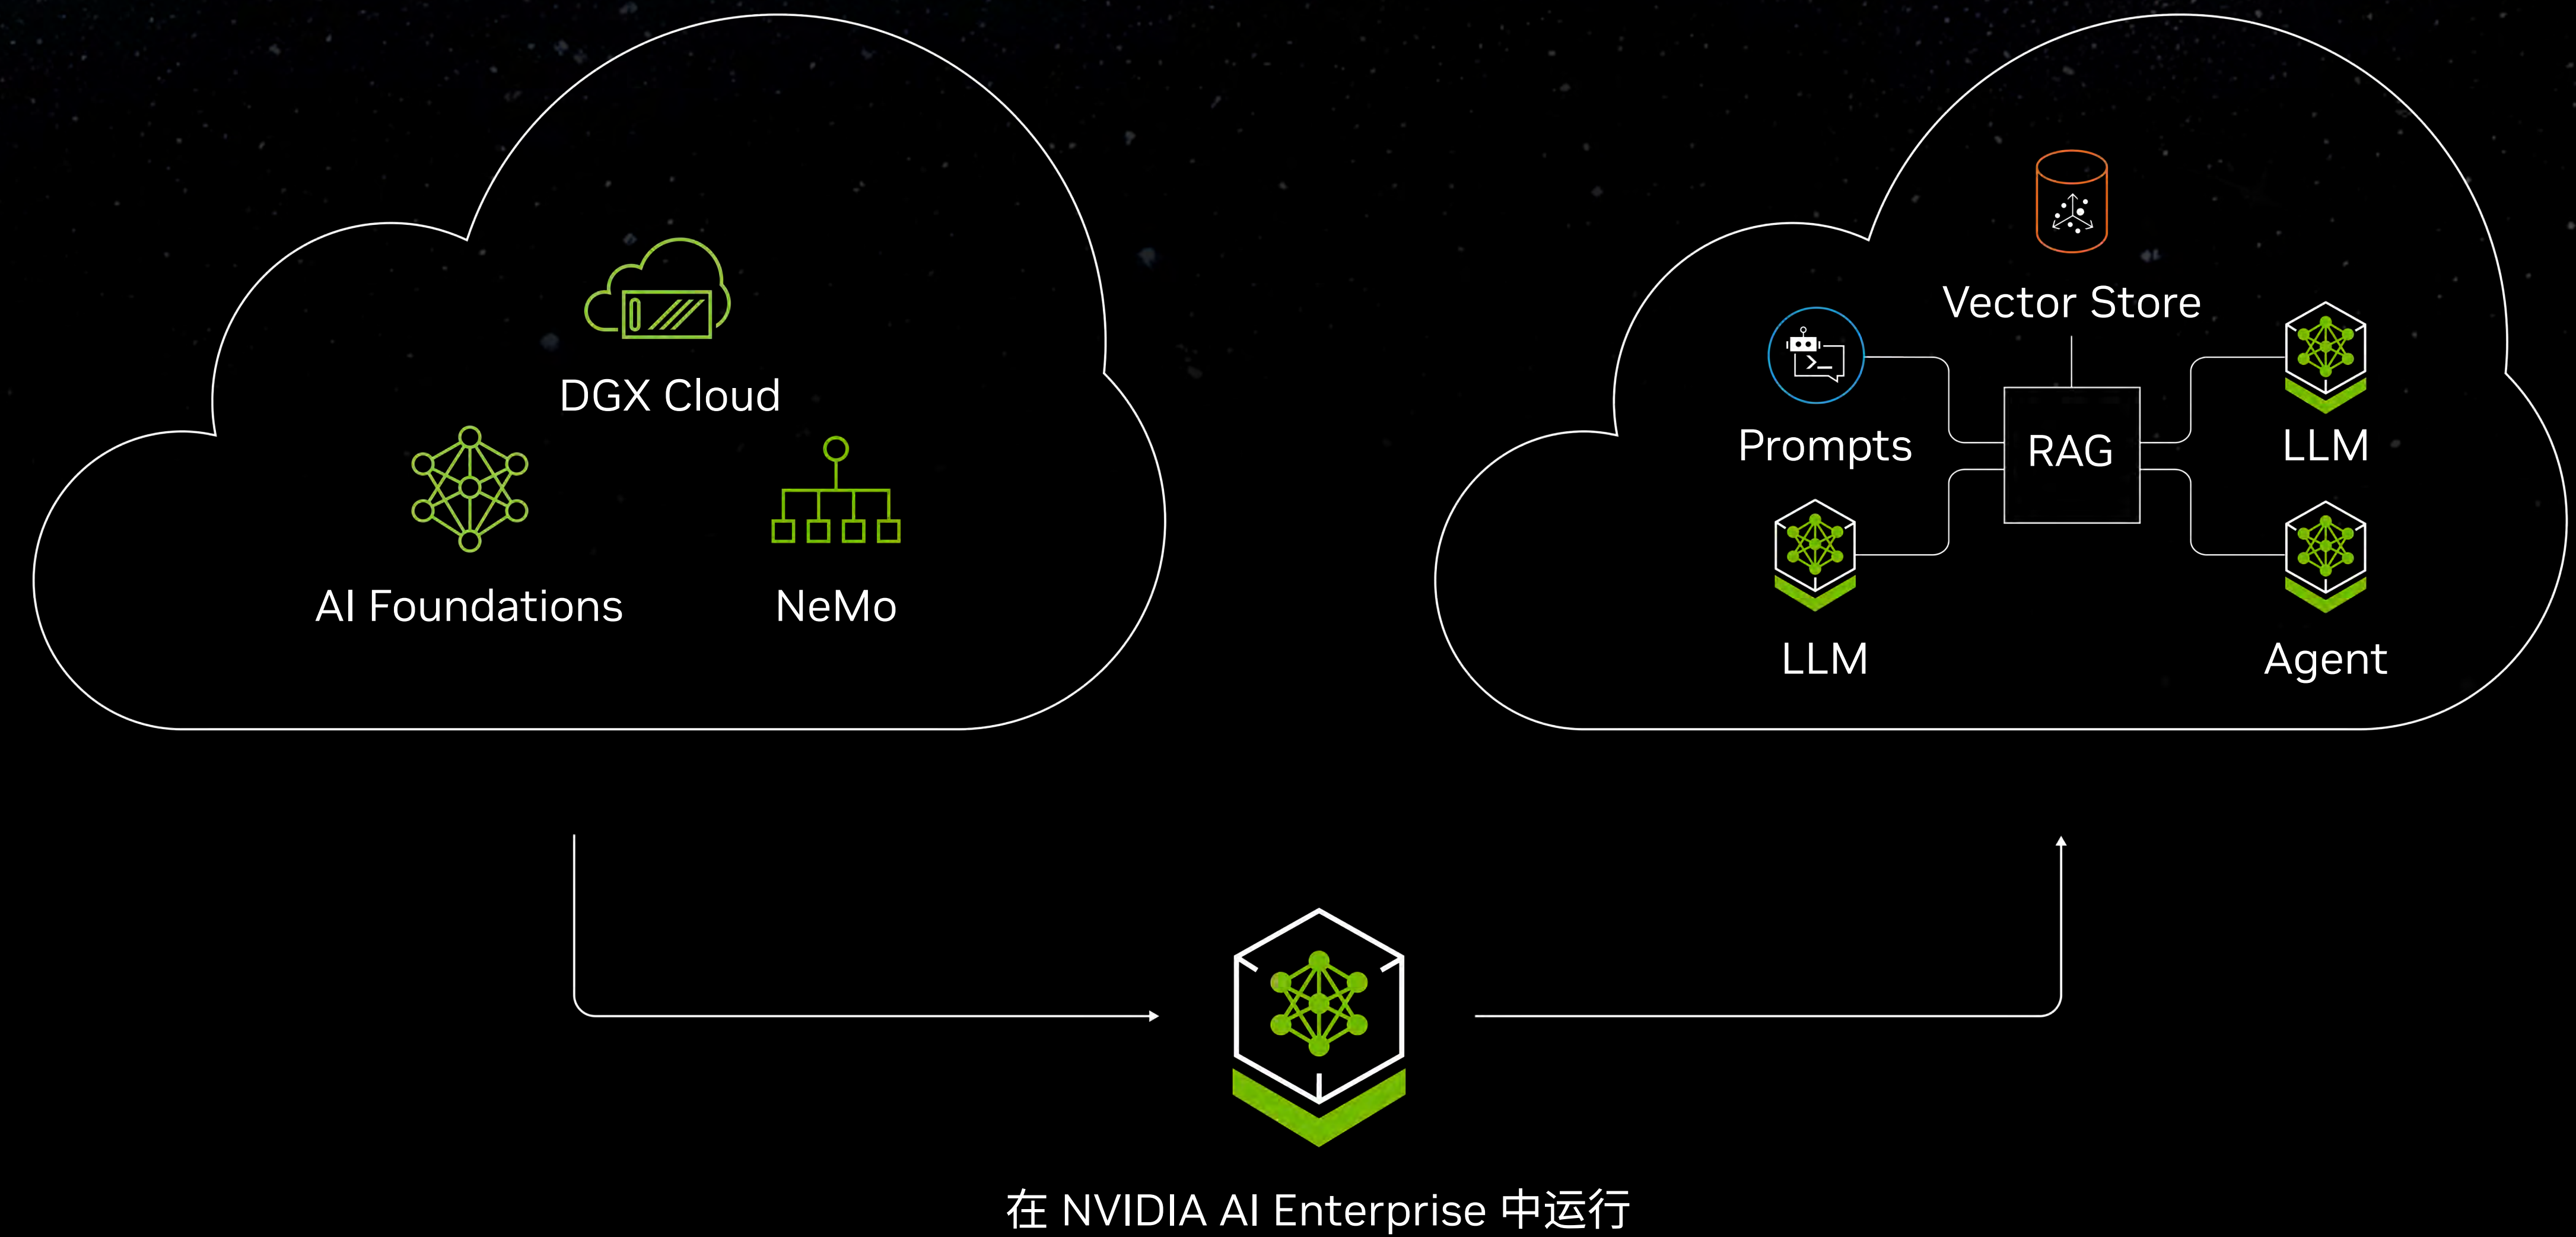 DGX Cloud
AI Foundations
NeMo
Vector Store
Prompts
RAG
LLM
LLM
Agent
在 NVIDIA AI Enterprise 中运行